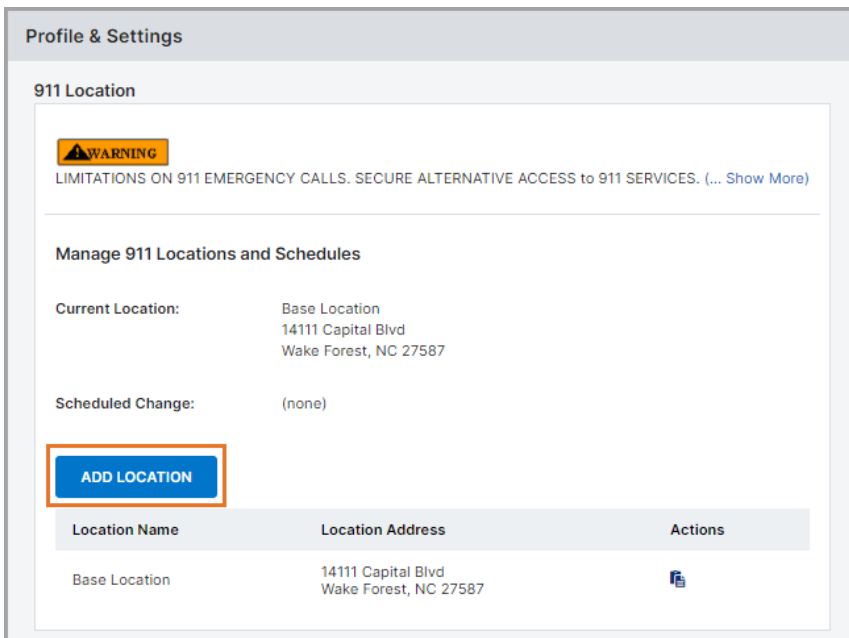 Profile & Settings
911 Location
WARNING
LIMITATIONS ON 911 EMERGENCY CALLS. SECURE ALTERNATIVE ACCESS to 911 SERVICES. (... Show More)
Manage 911 Locations and Schedules
Current Location: Base Location
14111 Capital Blvd
Wake Forest, NC 27587
Scheduled Change: (none)
ADD LOCATION
Location Name Location Address Actions
Base Location 14111 Capital Blvd
Wake Forest, NC 27587